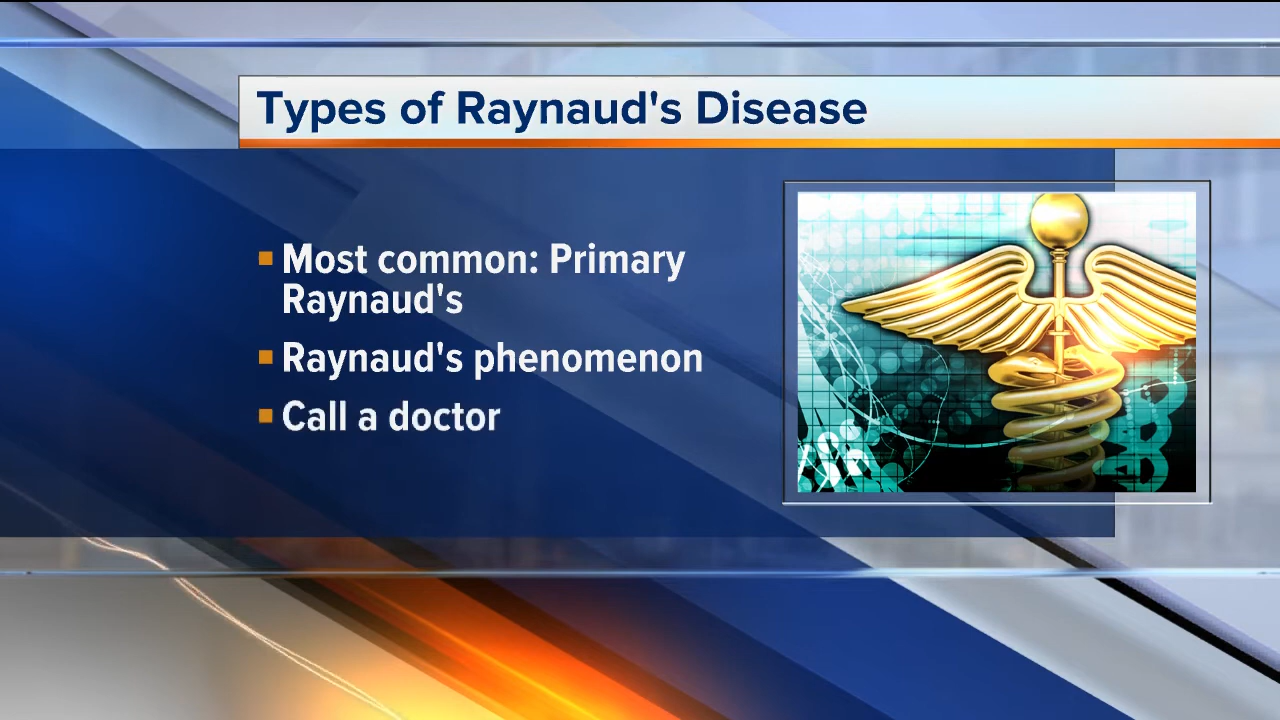 Types of Raynaud's Disease
Most common: Primary
Raynaud's
Raynaud's phenomenon
Call a doctor